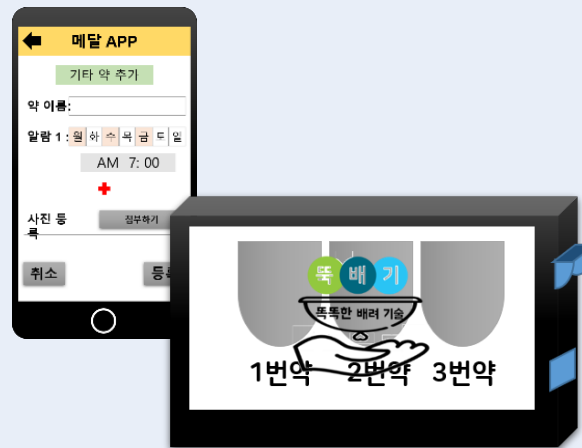 메달 APP
기타 약 추가
약 이름:
알람 1 : 월 화 수 목 금 토 일
AM 7: 00
사진 등
록
첨부하기
취소
등록
뚝 배 기
똑똑한 배려 기술
1번약 2번약 3번약